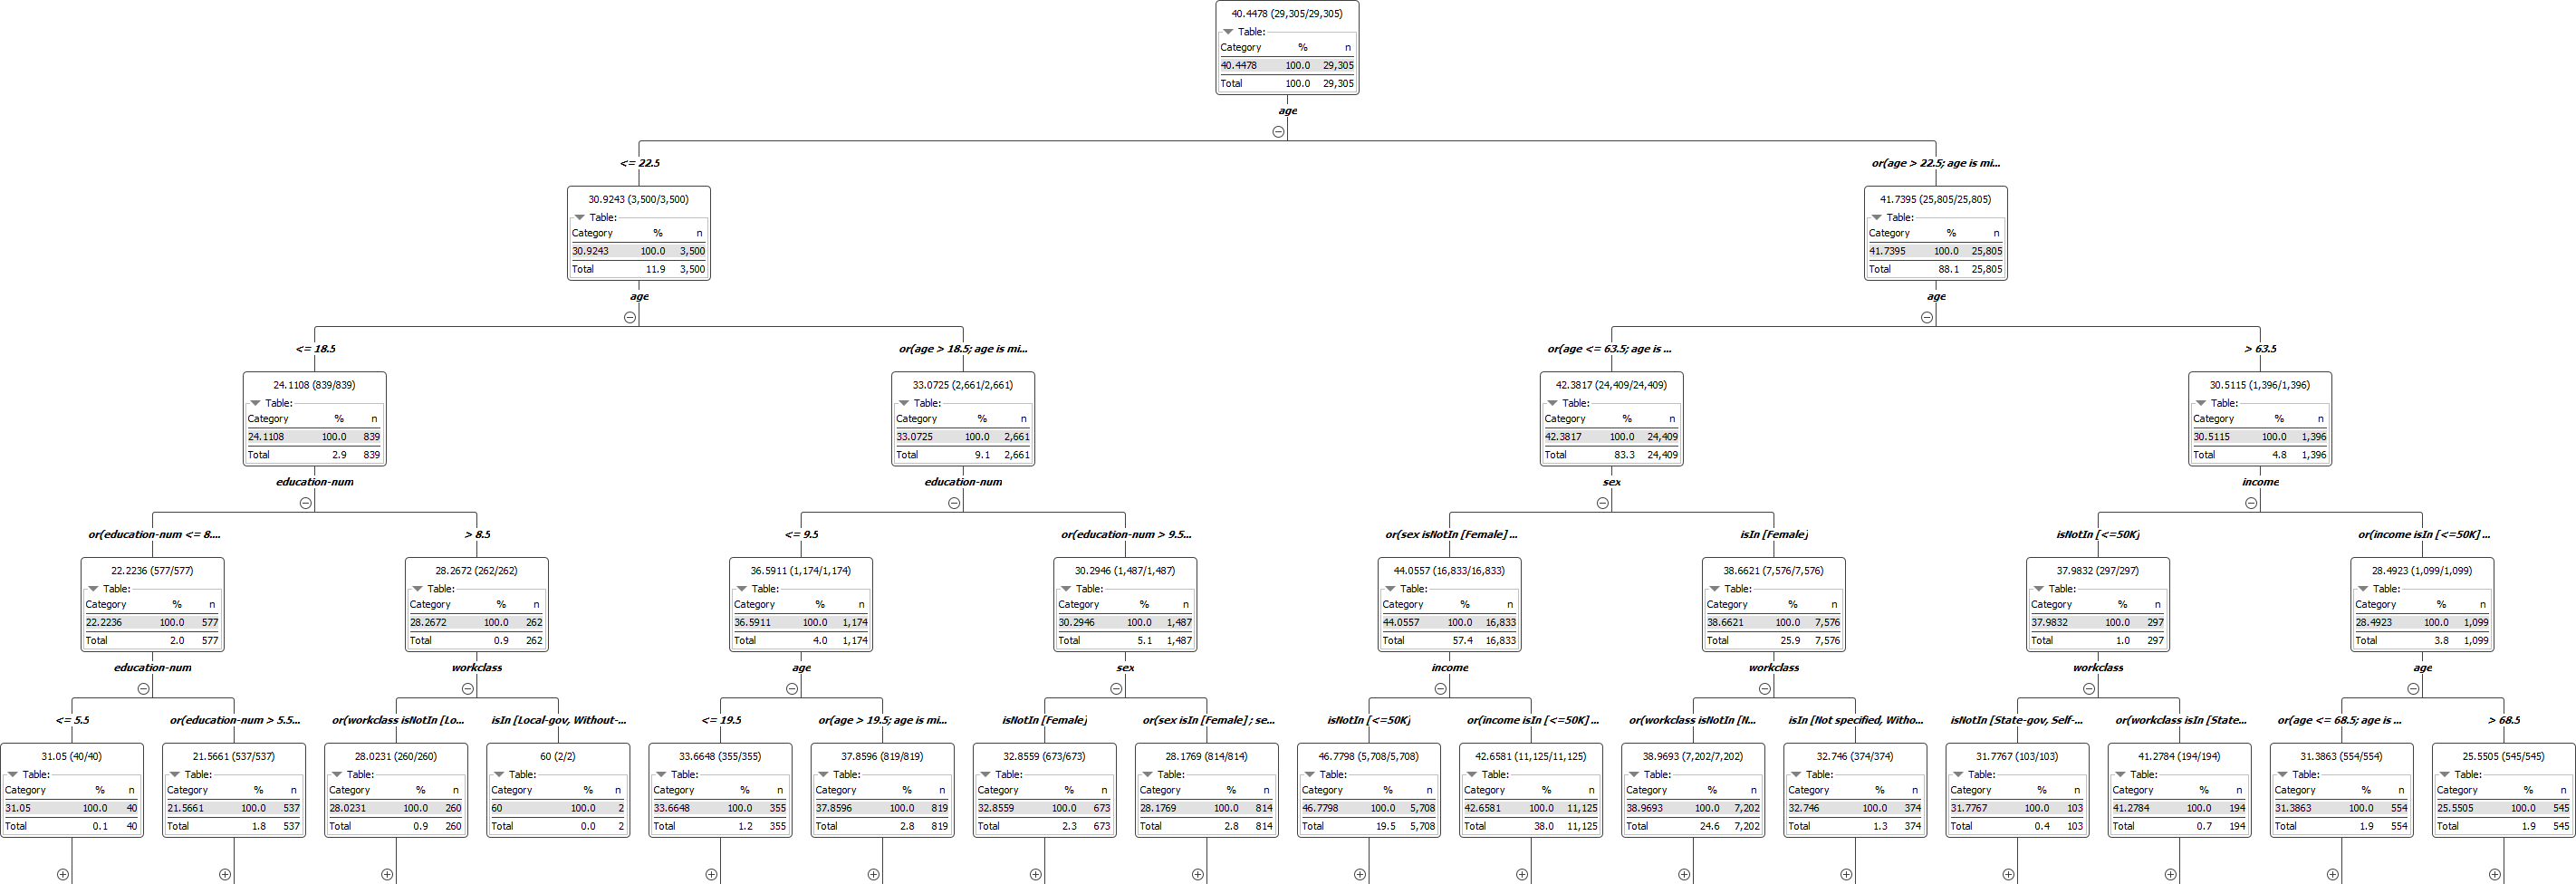 40.4478 (29,305/29,305)
Table:
Category % n
40.4478 100.0 29,305
Total 100.0 29,305
age
<= 22.5
or(age > 22.5; age is mi...
30.9243 (3,500/3,500)
Table:
Category % n
30.9243 100.0 3,500
Total 11.9 3,500
age
41.7395 (25,805/25,805)
Table:
Category % n
41.7395 100.0 25,805
Total 88.1 25,805
age
<= 18.5
or(age > 18.5; age is mi...
or(age <= 63.5; age is ...
> 63.5
24.1108 (839/839)
Table:
Category % n
24.1108 100.0 839
Total 2.9 839
education-num
33.0725 (2,661/2,661)
Table:
Category % n
33.0725 100.0 2,661
Total 9.1 2,661
education-num
42.3817 (24,409/24,409)
Table:
Category % n
42.3817 100.0 24,409
Total 83.3 24,409
sex
30.5115 (1,396/1,396)
Table:
Category % n
30.5115 100.0 1,396
Total 4.8 1,396
income
or(education-num <= 8....
> 8.5
<= 9.5
or(education-num > 9.5...
or(sex isNotIn [Female] ...
isIn [Female]
isNotIn [<=50K]
or(income isIn [<=50K] ...
22.2236 (577/577)
Table:
Category % n
22.2236 100.0 577
Total 2.0 577
education-num
28.2672 (262/262)
Table:
Category % n
28.2672 100.0 262
Total 0.9 262
workclass
36.5911 (1,174/1,174)
Table:
Category % n
36.5911 100.0 1,174
Total 4.0 1,174
age
30.2946 (1,487/1,487)
Table:
Category % n
30.2946 100.0 1,487
Total 5.1 1,487
sex
44.0557 (16,833/16,833)
Table:
Category % n
44.0557 100.0 16,833
Total 57.4 16,833
income
38.6621 (7,576/7,576)
Table:
Category % n
38.6621 100.0 7,576
Total 25.9 7,576
workclass
37.9832 (297/297)
Table:
Category % n
37.9832 100.0 297
Total 1.0 297
workclass
28.4923 (1,099/1,099)
Table:
Category % n
28.4923 100.0 1,099
Total 3.8 1,099
age
<= 5.5
or(education-num > 5.5...
or(workclass isNotIn [Lo...
isIn [Local-gov, Without-...
<= 19.5
or(age > 19.5; age is mi...
isNotIn [Female]
or(sex isIn [Female] ; se...
isNotIn [<=50K]
or(income isIn [<=50K] ...
or(workclass isNotIn [N...
isIn [Not specified, Witho...
isNotIn [State-gov, Self-...
or(workclass isIn [State...
or(age <= 68.5; age is ...
> 68.5
31.05 (40/40)
Table:
Category % n
31.05 100.0 40
Total 0.1 40
21.5661 (537/537)
Table:
Category % n
21.5661 100.0 537
Total 1.8 537
28.0231 (260/260)
Table:
Category % n
28.0231 100.0 260
Total 0.9 260
60 (2/2)
Table:
Category % n
60 100.0 2
Total 0.0 2
33.6648 (355/355)
Table:
Category % n
33.6648 100.0 355
Total 1.2 355
37.8596 (819/819)
Table:
Category % n
37.8596 100.0 819
Total 2.8 819
32.8559 (673/673)
Table:
Category % n
32.8559 100.0 673
Total 2.3 673
28.1769 (814/814)
Table:
Category % n
28.1769 100.0 814
Total 2.8 814
46.7798 (5,708/5,708)
Table:
Category % n
46.7798 100.0 5,708
Total 19.5 5,708
42.6581 (11,125/11,125)
Table:
Category % n
42.6581 100.0 11,125
Total 38.0 11,125
38.9693 (7,202/7,202)
Table:
Category % n
38.9693 100.0 7,202
Total 24.6 7,202
32.746 (374/374)
Table:
Category % n
32.746 100.0 374
Total 1.3 374
31.7767 (103/103)
Table:
Category % n
31.7767 100.0 103
Total 0.4 103
41.2784 (194/194)
Table:
Category % n
41.2784 100.0 194
Total 0.7 194
31.3863 (554/554)
Table:
Category % n
31.3863 100.0 554
Total 1.9 554
25.5505 (545/545)
Table:
Category % n
25.5505 100.0 545
Total 1.9 545